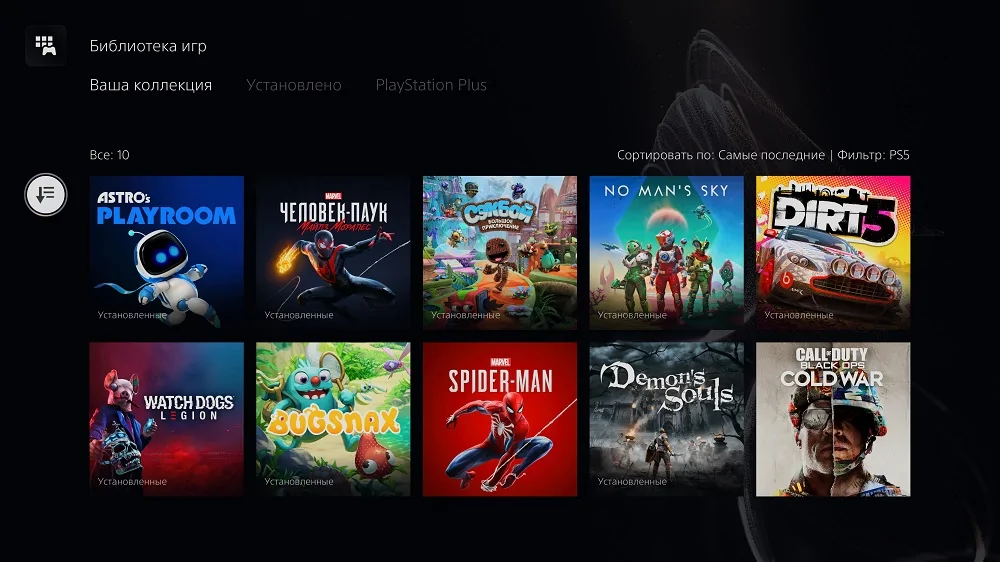 Библиотека игр
Ваша коллекция Установлено PlayStation Plus
Все: 10
Сортировать по: Самые последние | Фильтр: PS5
ASTRO's
PLAYROOM
Установленные
MARVEL
ЧЕЛОВЕК-ПАУК
МАЙЛЗ МОРАЛЕС
Установленные
Сэкбой
БОЛЬШОЕ
ПРИКЛЮЧЕНИЕ
Установленные
NO MAN'S SKY
Установленные
DIRT 5
Установленные
WATCH DOGS
LEGION
Установленные
BUGSNAX
Установленные
MARVEL
SPIDER-MAN
Demon's
Souls
Установленные
CALL OF DUTY
BLACK OPS
COLD WAR